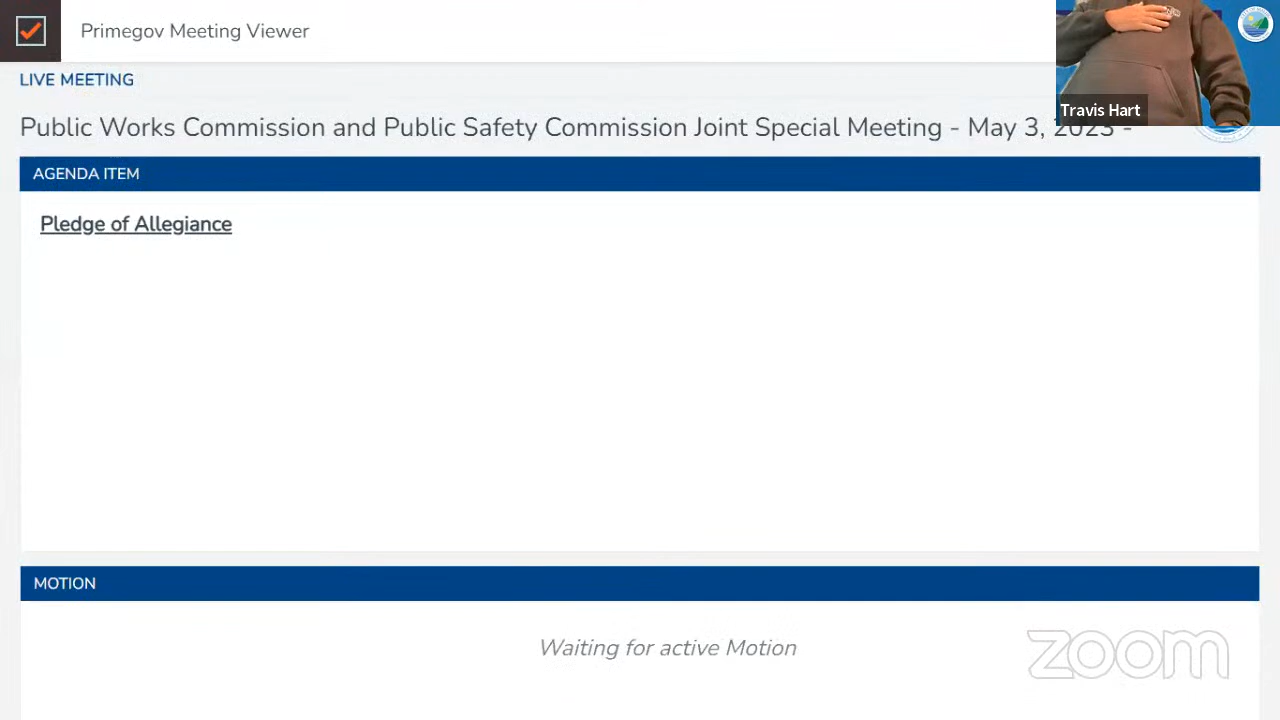 Primegov Meeting Viewer
Travis Hart
LIVE MEETING
Public Works Commission and Public Safety Commission Joint Special Meeting - May 3, 2023 -
AGENDA ITEM
Pledge of Allegiance
MOTION
Waiting for active Motion
zoom